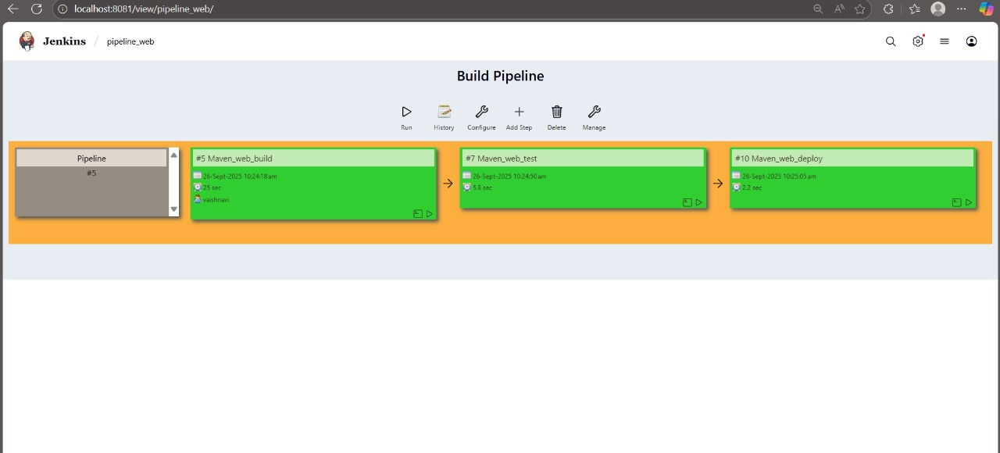 localhost:8081/view/pipeline_web/
Jenkins / pipeline_web
Build Pipeline
Run History Configure Add Step Delete Manage
Pipeline
#5
#5 Maven_web_build
26-Sept-2025 10:24:18 am
25 sec
vaishnavi
#7 Maven_web_test
26-Sept-2025 10:24:50 am
5.8 sec
#10 Maven_web_deploy
26-Sept-2025 10:25:05 am
2.2 sec